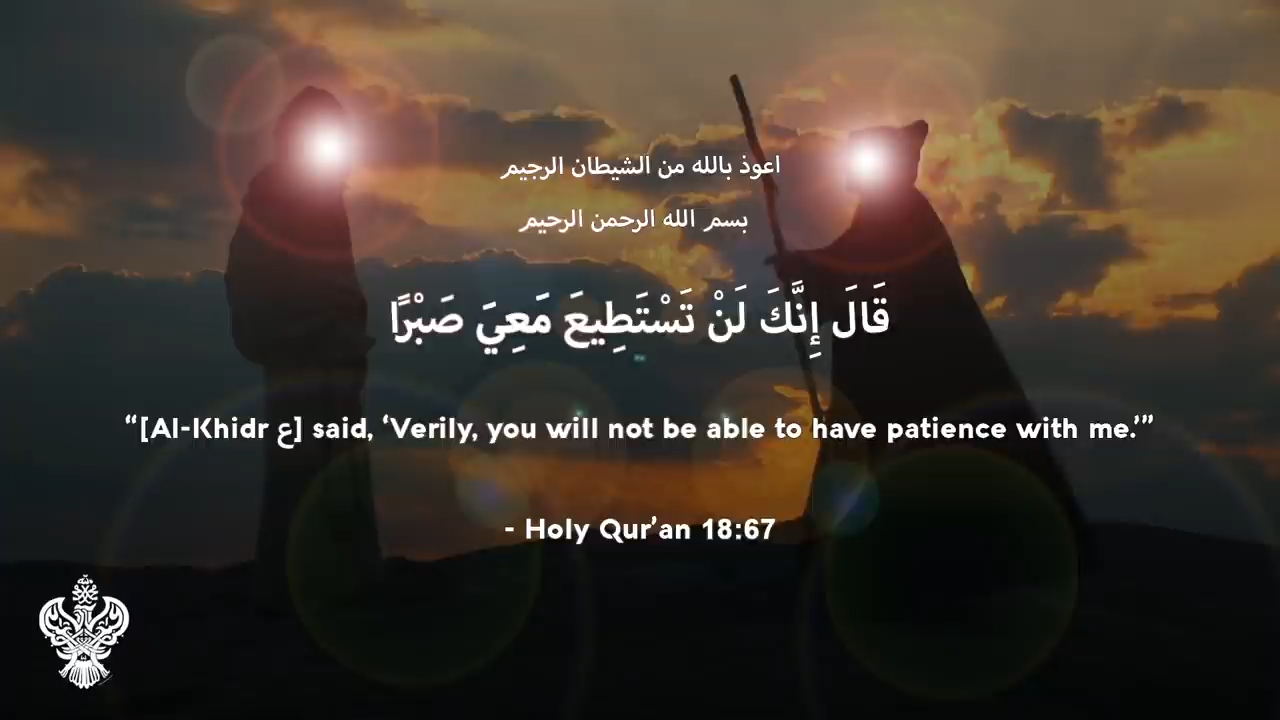 اعوذ بالله من الشيطان الرجيم
بسم الله الرحمن الرحيم
قَالَ إِنَّكَ لَنْ تَسْتَطِيعَ مَعِيَ صَبْرًا
“[Al-Khidr ع] said, ‘Verily, you will not be able to have patience with me.’”
- Holy Qur’an 18:67